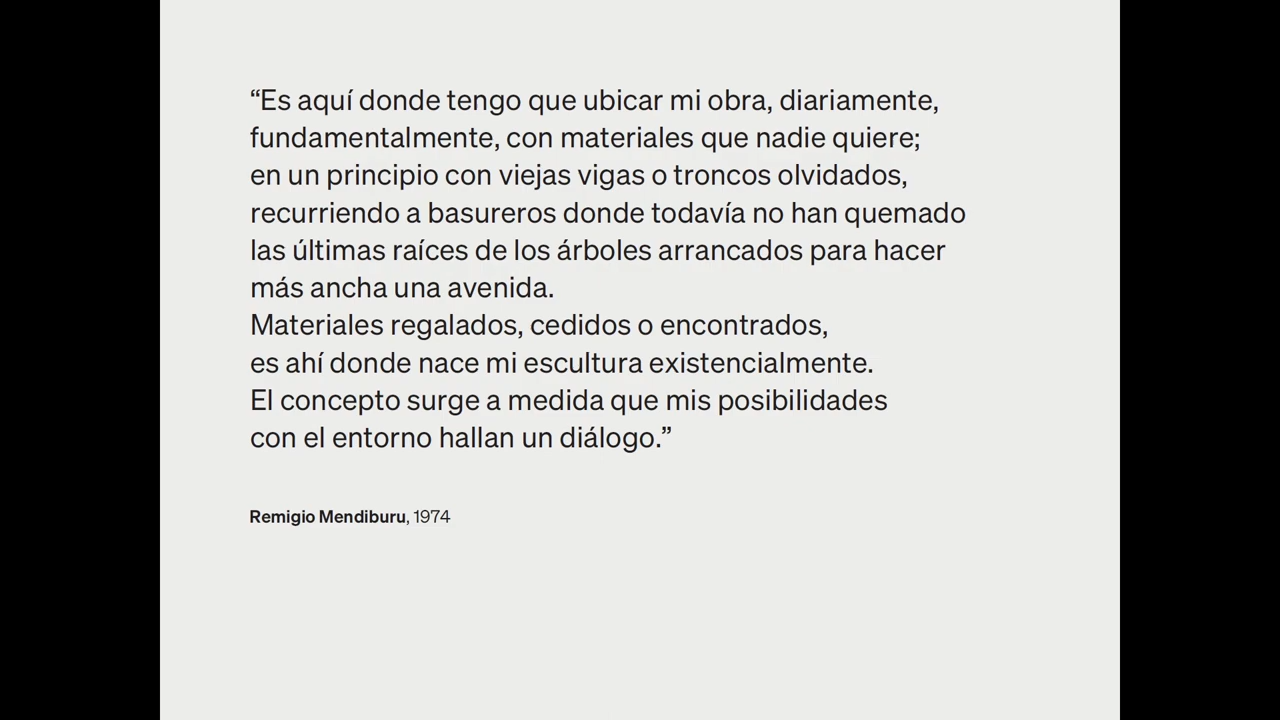 “Es aquí donde tengo que ubicar mi obra, diariamente,
fundamentalmente, con materiales que nadie quiere;
en un principio con viejas vigas o troncos olvidados,
recurriendo a basureros donde todavía no han quemado
las últimas raíces de los árboles arrancados para hacer
más ancha una avenida.
Materiales regalados, cedidos o encontrados,
es ahí donde nace mi escultura existencialmente.
El concepto surge a medida que mis posibilidades
con el entorno hallan un diálogo.”
Remigio Mendiburu, 1974